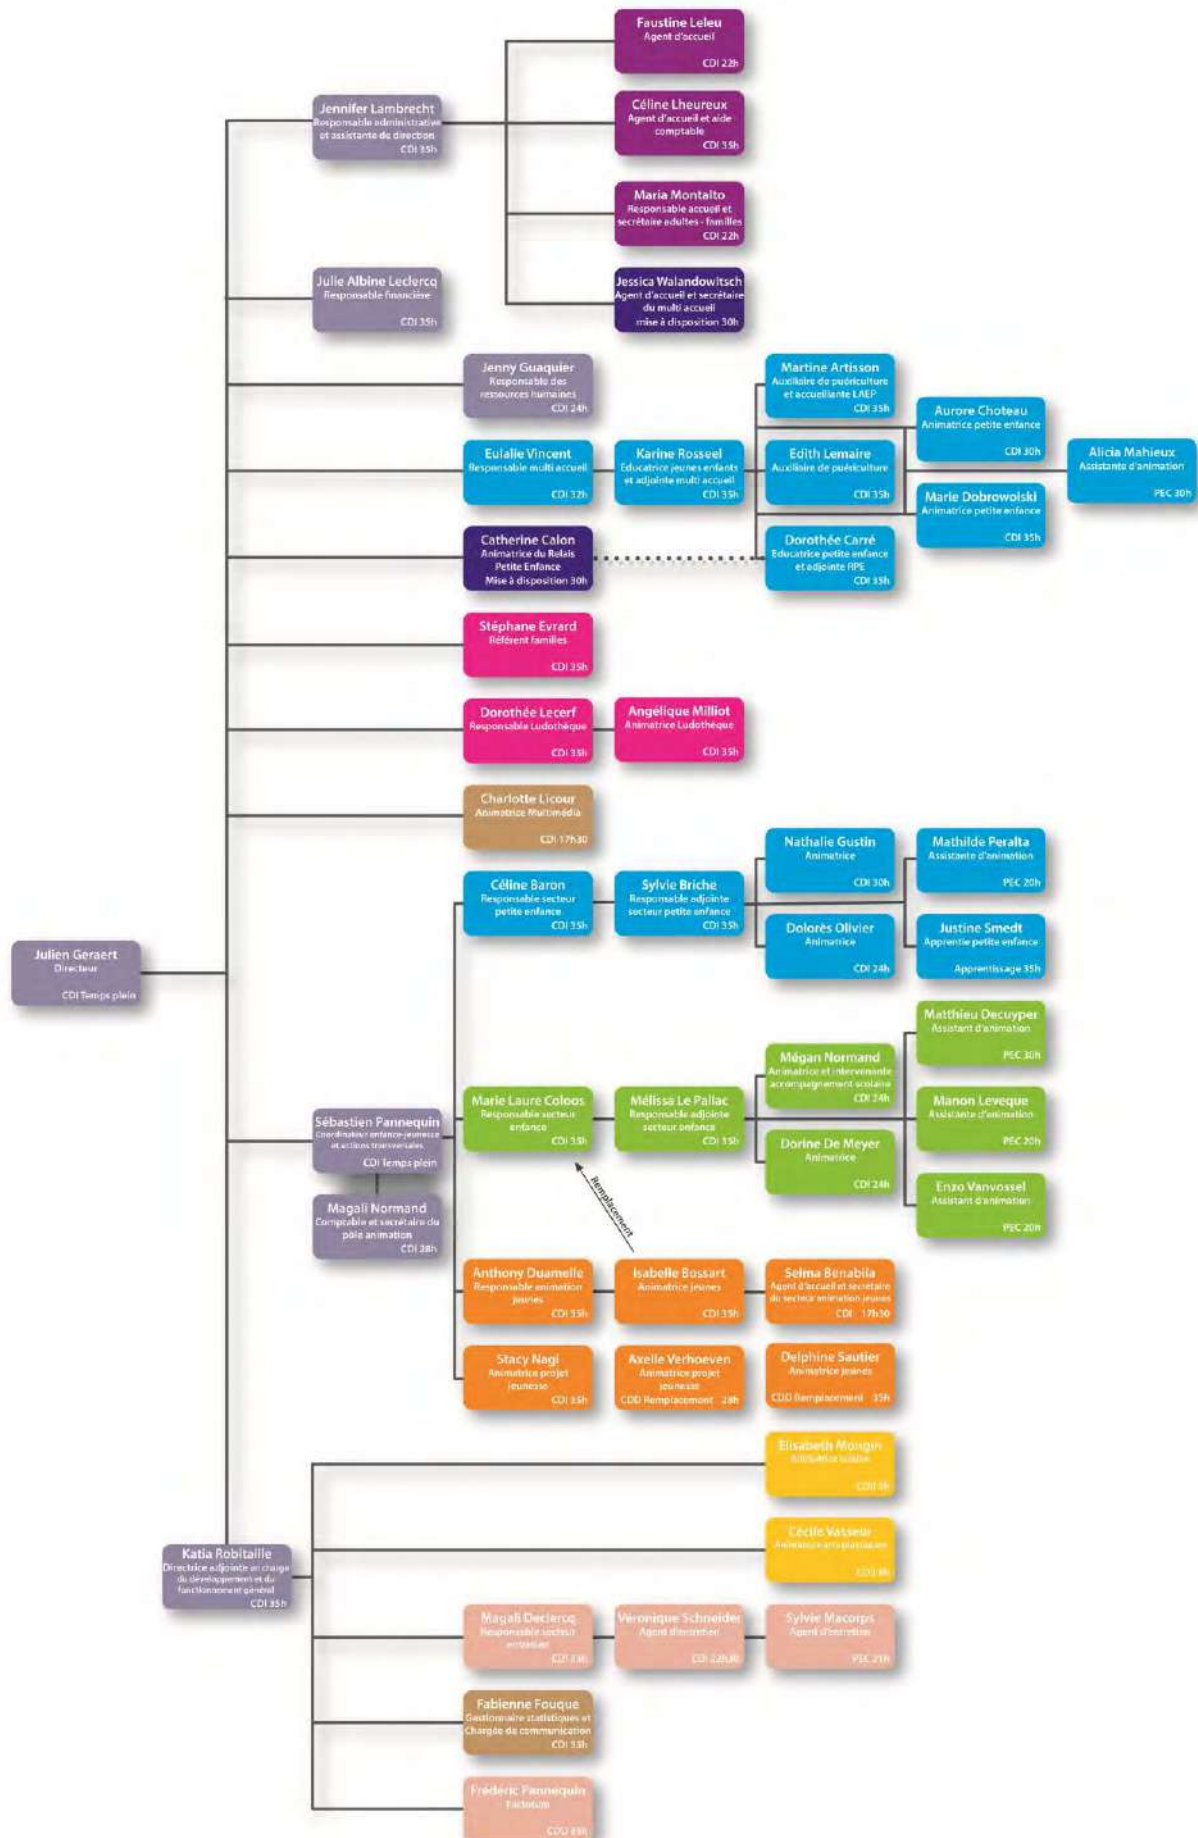 Faustine Leleu
Agent d'accueil
CDI 22h
Jennifer Lambrecht
Responsable administrative
et assistante de direction
CDI 35h
Céline Lheureux
Agent d'accueil et aide
comptable
CDI 35h
Maria Montalto
Responsable accueil et
secrétaire adultes - familles
CDI 22h
Julie Albine Leclercq
Responsable financière
CDI 35h
Jessica Walandowitsch
Agent d'accueil et secrétaire
du multi accueil
mise à disposition 30h
Jenny Guaquier
Responsable des
ressources humaines
CDI 24h
Martine Artisson
Auxiliaire de puériculture
et accueillante LAEP
CDI 35h
Aurore Choteau
Animatrice petite enfance
CDI 30h
Eulalie Vincent
Responsable multi accueil
CDI 32h
Karine Rosseel
Educatrice jeunes enfants
et adjointe multi accueil
CDI 35h
Edith Lemaire
Auxiliaire de puériculture
CDI 35h
Alicia Mahieux
Assistante d'animation
PEC 30h
Marie Dobrowolski
Animatrice petite enfance
CDI 35h
Catherine Calon
Animatrice du Relais
Petite Enfance
Mise à disposition 30h
Dorothée Carré
Educatrice petite enfance
et adjointe RPE
CDI 35h
Stéphane Evrard
Référent familles
CDI 35h
Dorothée Lecerf
Responsable Ludothèque
CDI 35h
Angélique Milliot
Animatrice Ludothèque
CDI 35h
Charlotte Licour
Animatrice Multimédia
CDI 17h30
Nathalie Gustin
Animatrice
CDI 30h
Mathilde Peralta
Assistante d'animation
PEC 20h
Céline Baron
Responsable secteur
petite enfance
CDI 35h
Sylvie Briche
Responsable adjointe
secteur petite enfance
CDI 35h
Dolorès Olivier
Animatrice
CDI 24h
Justine Smedt
Apprentie petite enfance
Apprentissage 35h
Julien Geraert
Directeur
CDI Temps plein
Matthieu Decuyper
Assistant d'animation
PEC 30h
Mégan Normand
Animatrice et intervenante
accompagnement scolaire
CDI 24h
Marie Laure Coloos
Responsable secteur
enfance
CDI 35h
Mélissa Le Pallac
Responsable adjointe
secteur enfance
CDI 35h
Manon Leveque
Assistante d'animation
PEC 20h
Sébastien Pannequin
Coordinateur enfance-jeunesse
et actions transversales
CDI Temps plein
Dorine De Meyer
Animatrice
CDI 24h
Enzo Vanvossel
Assistant d'animation
PEC 20h
Magali Normand
Comptable et secrétaire du
pôle animation
CDI 28h
Remplacement
Anthony Duamelle
Responsable animation
jeunes
CDI 35h
Isabelle Bossart
Animatrice jeunes
CDI 35h
Selma Benabila
Agent d'accueil et secrétaire
du secteur animation jeunes
CDI 17h30
Stacy Nagi
Animatrice projet
jeunesse
CDI 35h
Axelle Verhoeven
Animatrice projet
jeunesse
CDD Remplacement 28h
Delphine Sautier
Animatrice jeunes
CDD Remplacement 35h
Elisabeth Mongin
Cécile Vasseur
Animatrice arts plastiques
Katia Robitaille
Directrice adjointe en charge
du développement et du
fonctionnement général
CDI 35h
Magali Declercq
Responsable secteur
entretien
CDI 35h
Véronique Schneider
Agent d'entretien
CDI 22h30
Sylvie Macorps
Agent d'entretien
PEC 21h
Fabienne Fouque
Gestionnaire statistiques et
Chargée de communication
CDI 35h
Frédéric Pannequin
Factotum
CDD 35h